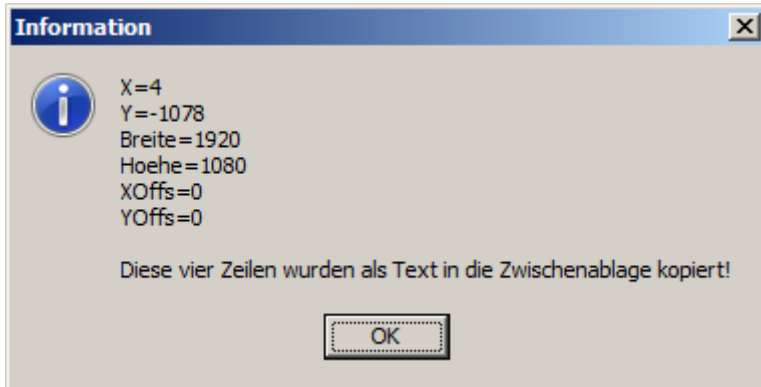 Information
X=4
Y=-1078
Breite=1920
Hoehe=1080
XOffs=0
YOffs=0
Diese vier Zeilen wurden als Text in die Zwischenablage kopiert!
OK